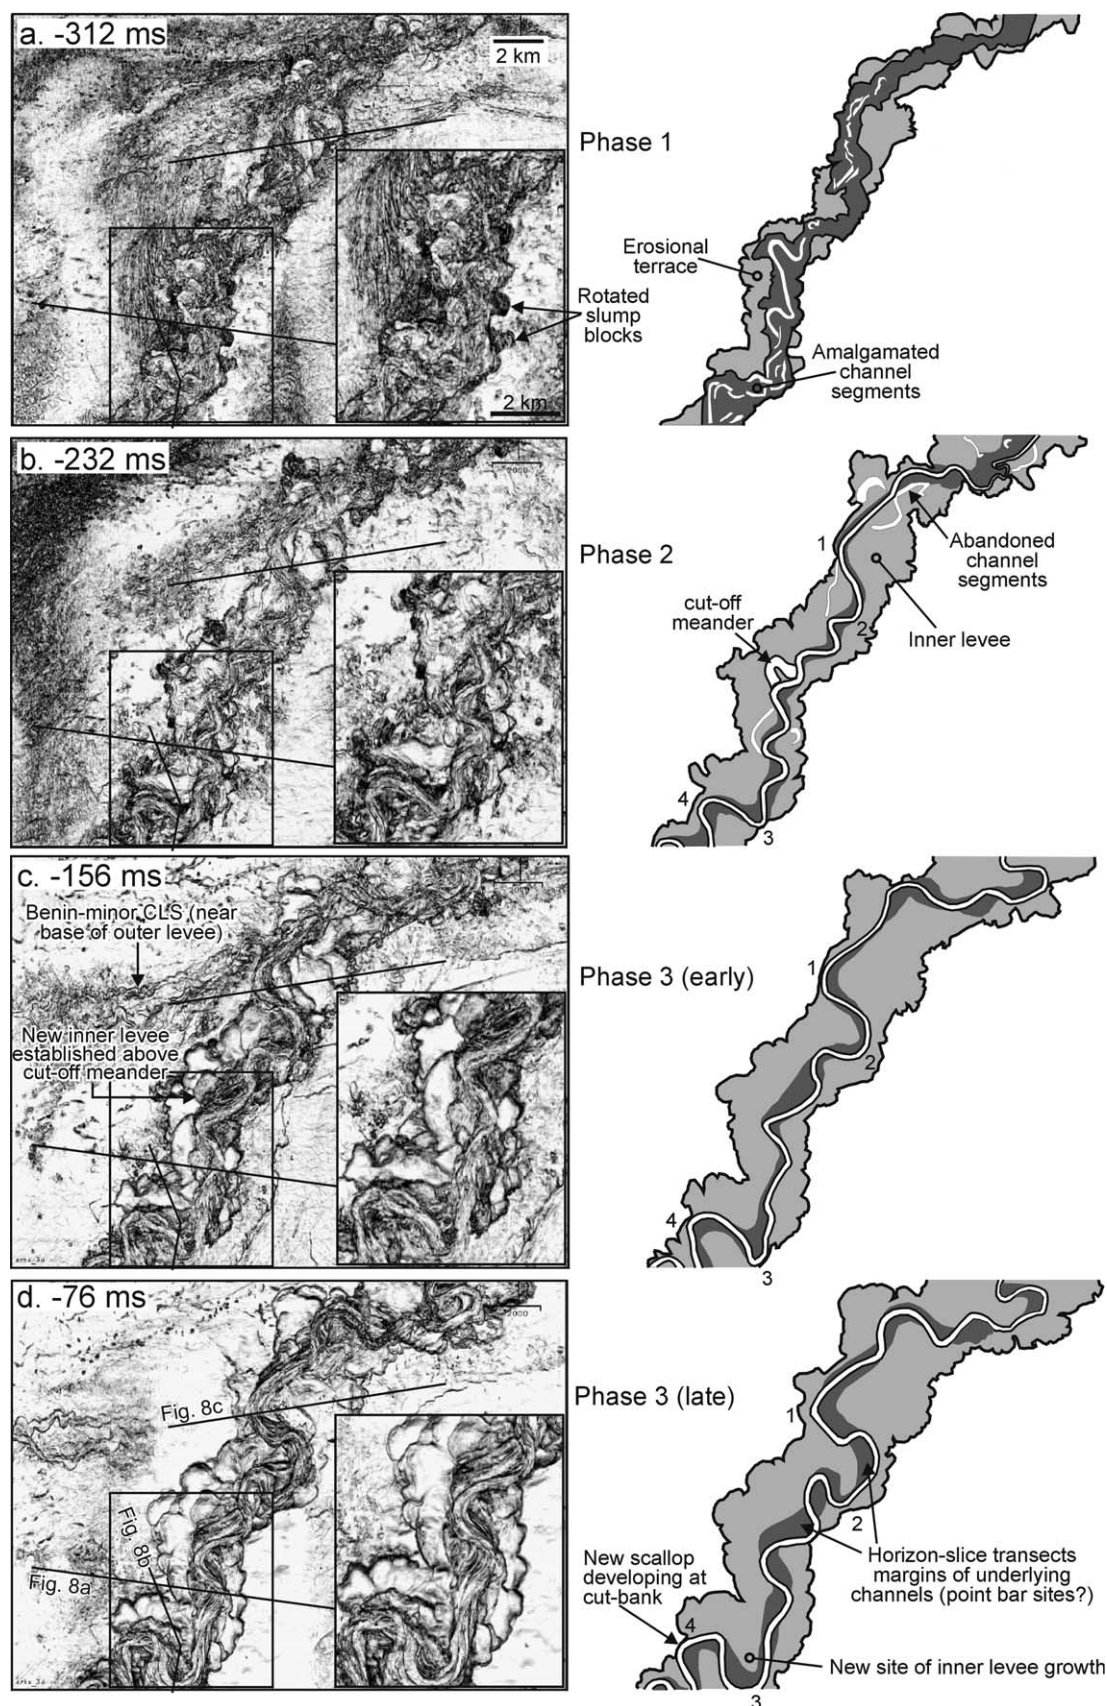 a. -312 ms
2 km
2 km
Rotated
slump
blocks
Phase 1
Erosional
terrace
Amalgamated
channel
segments
b. -232 ms
2000
Phase 2
1
2
3
4
cut-off
meander
Abandoned
channel
segments
Inner levee
c. -156 ms
2000
Benin-minor CLS (near
base of outer levee)
New inner levee
established above
cut-off meander
Phase 3 (early)
1
2
3
4
d. -76 ms
2000
Fig. 8c
Fig. 8b
Fig. 8a
Phase 3 (late)
1
2
Horizon-slice transects
margins of underlying
channels (point bar sites?)
New scallop
developing at
cut-bank
4
New site of inner levee growth
3